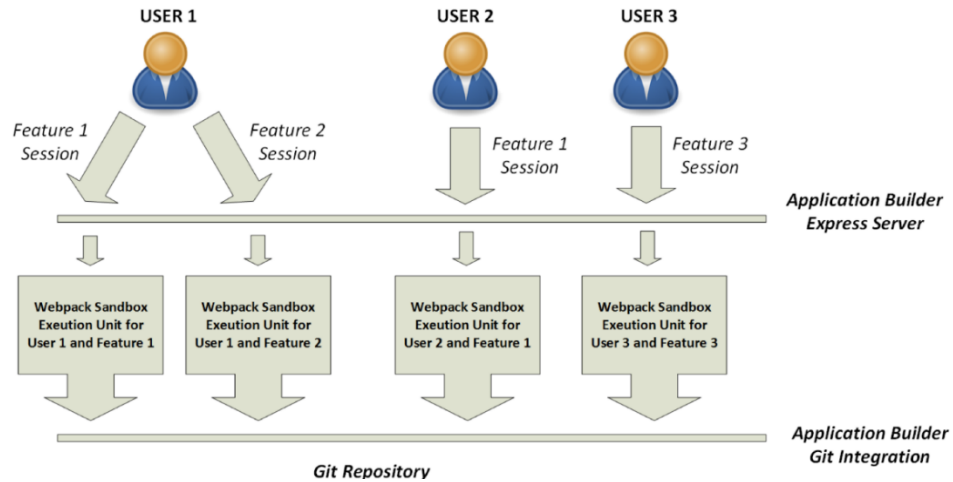 USER 1
USER 2
USER 3
Feature 1
Session
Feature 2
Session
Feature 1
Session
Feature 3
Session
Application Builder
Express Server
Webpack Sandbox
Exeution Unit for
User 1 and Feature 1
Webpack Sandbox
Exeution Unit for
User 1 and Feature 2
Webpack Sandbox
Exeution Unit for
User 2 and Feature 1
Webpack Sandbox
Exeution Unit for
User 3 and Feature 3
Application Builder
Git Integration
Git Repository